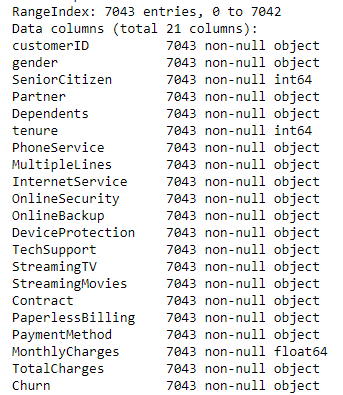 RangeIndex: 7043 entries, 0 to 7042
Data columns (total 21 columns):
customerID          7043 non-null object
gender              7043 non-null object
SeniorCitizen       7043 non-null int64
Partner             7043 non-null object
Dependents          7043 non-null object
tenure              7043 non-null int64
PhoneService        7043 non-null object
MultipleLines       7043 non-null object
InternetService     7043 non-null object
OnlineSecurity      7043 non-null object
OnlineBackup        7043 non-null object
DeviceProtection    7043 non-null object
TechSupport         7043 non-null object
StreamingTV         7043 non-null object
StreamingMovies     7043 non-null object
Contract            7043 non-null object
PaperlessBilling    7043 non-null object
PaymentMethod       7043 non-null object
MonthlyCharges      7043 non-null float64
TotalCharges        7043 non-null object
Churn               7043 non-null object